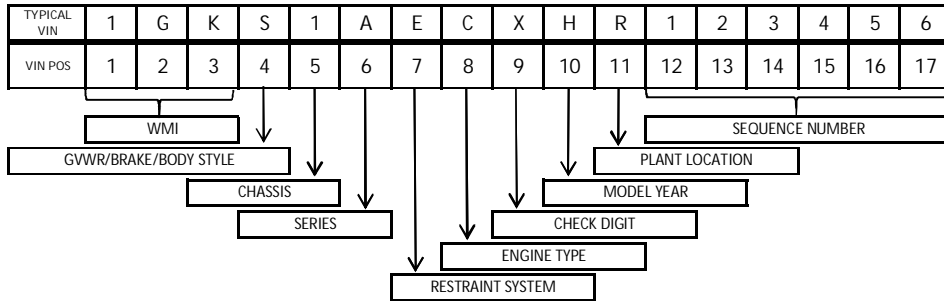 TYPICAL VIN 1 G K S 1 A E C X H R 1 2 3 4 5 6
VIN POS 1 2 3 4 5 6 7 8 9 10 11 12 13 14 15 16 17
WMI SEQUENCE NUMBER
GVWR/BRAKE/BODY STYLE PLANT LOCATION
CHASSIS MODEL YEAR
SERIES CHECK DIGIT
ENGINE TYPE
RESTRAINT SYSTEM